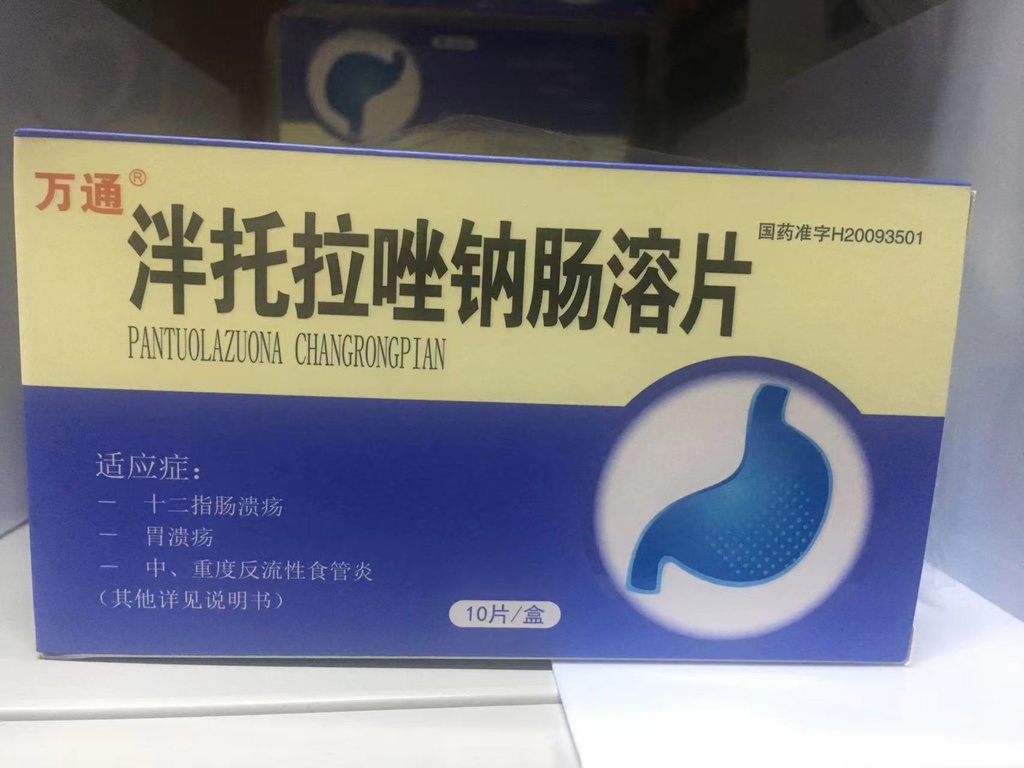 万通®
泮托拉唑钠肠溶片
国药准字H20093501
PANTUOLAZUONA CHANGRONGPIAN
适应症：
一 十二指肠溃疡
一 胃溃疡
一 中、重度反流性食管炎
（其他详见说明书）
10片/盒